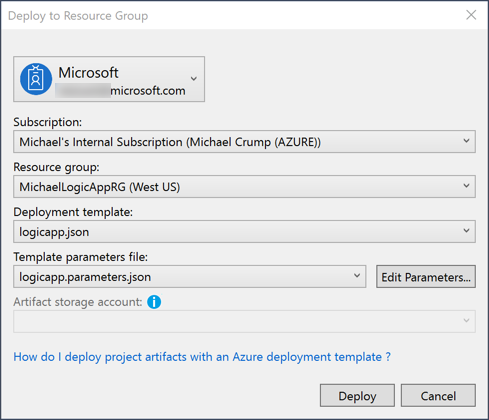 Deploy to Resource Group
Microsoft
microsoft.com
Subscription:
Michael's Internal Subscription (Michael Crump (AZURE))
Resource group:
MichaelLogicAppRG (West US)
Deployment template:
logicapp.json
Template parameters file:
logicapp.parameters.json
Edit Parameters...
Artifact storage account:
How do I deploy project artifacts with an Azure deployment template ?
Deploy
Cancel